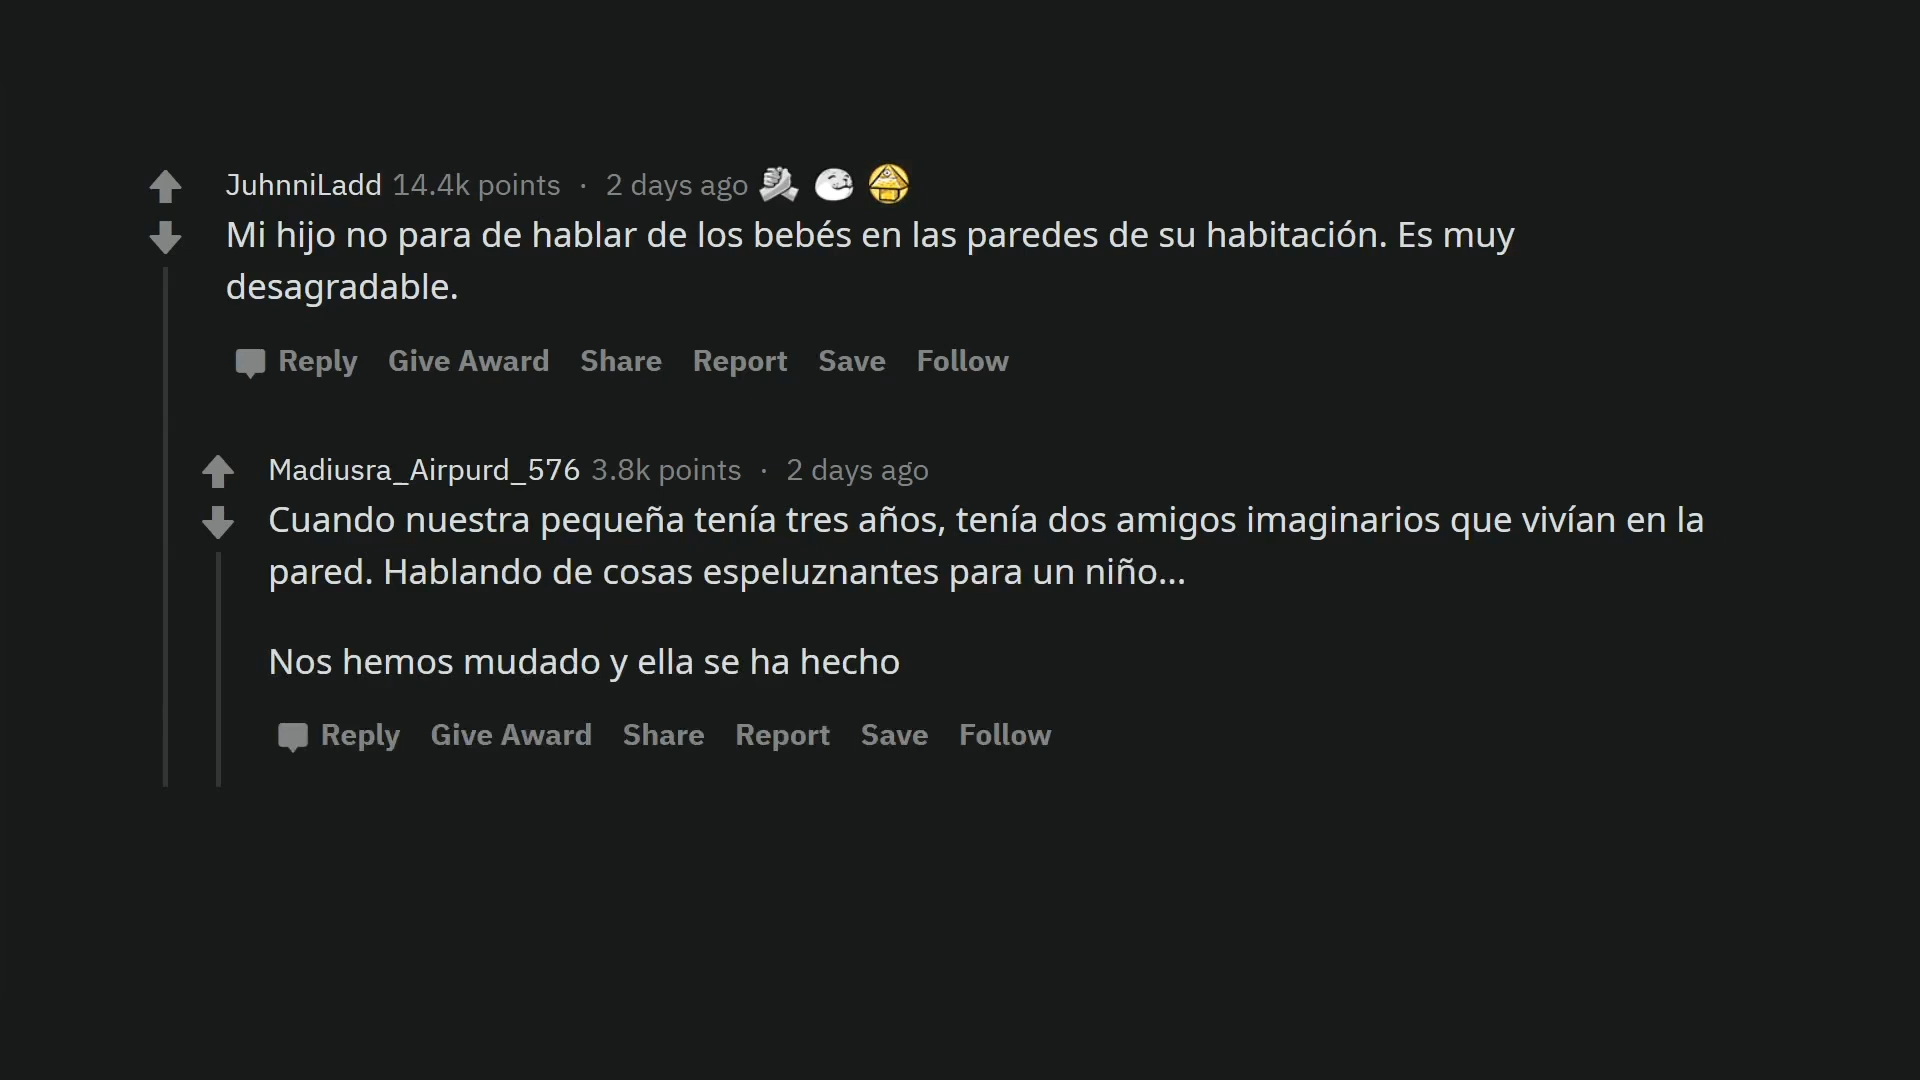 JuhnniLadd 14.4k points · 2 days ago
Mi hijo no para de hablar de los bebés en las paredes de su habitación. Es muy
desagradable.
Reply Give Award Share Report Save Follow
Madiusra_Airpurd_576 3.8k points · 2 days ago
Cuando nuestra pequeña tenía tres años, tenía dos amigos imaginarios que vivían en la
pared. Hablando de cosas espeluznantes para un niño...
Nos hemos mudado y ella se ha hecho
Reply Give Award Share Report Save Follow